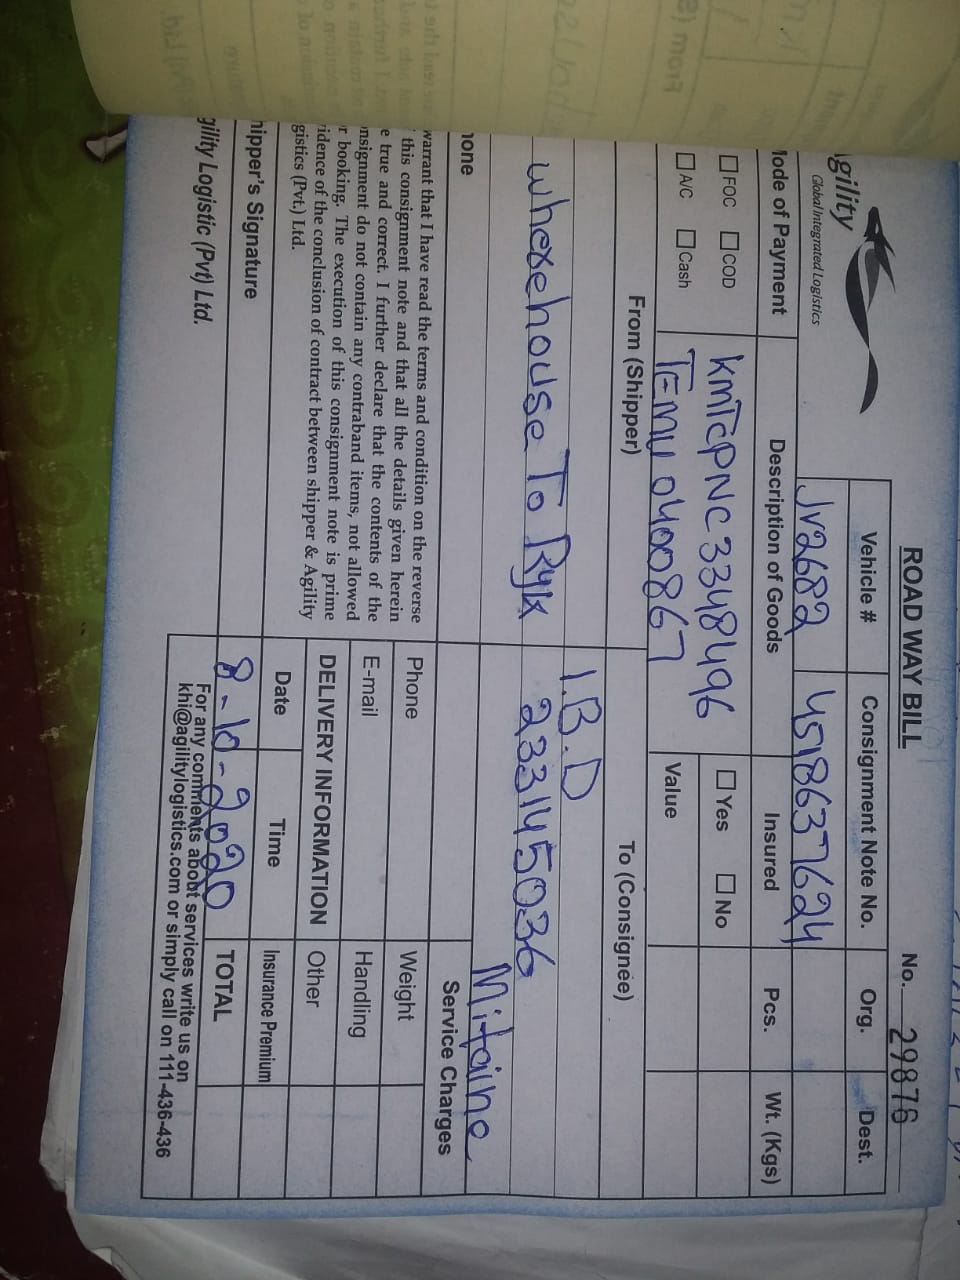 ROAD WAY BILL
No. 29876
gility
Global Integrated Logistics
Vehicle # Consignment Note No. Org. Dest.
JV2682 4518637624
ode of Payment Description of Goods Insured Pcs. Wt. (Kgs)
FOC COD KMTCPNC3348496 Yes No
A/C Cash TEMU 0400867 Value
From (Shipper) To (Consignee)
I.B.D
wherehouse To Ryk 233145036
Mitaine
hone Service Charges
warrant that I have read the terms and condition on the reverse
this consignment note and that all the details given herein
e true and correct. I further declare that the contents of the
nsignment do not contain any contraband items, not allowed
r booking. The execution of this consignment note is prime
idence of the conclusion of contract between shipper & Agility
gistics (Pvt.) Ltd.
Phone Weight
E-mail Handling
DELIVERY INFORMATION Other
Date Time Insurance Premium
hipper's Signature 8-10-2020 TOTAL
gility Logistic (Pvt) Ltd.
For any comments about services write us on
khi@agilitylogistics.com or simply call on 111-436-436